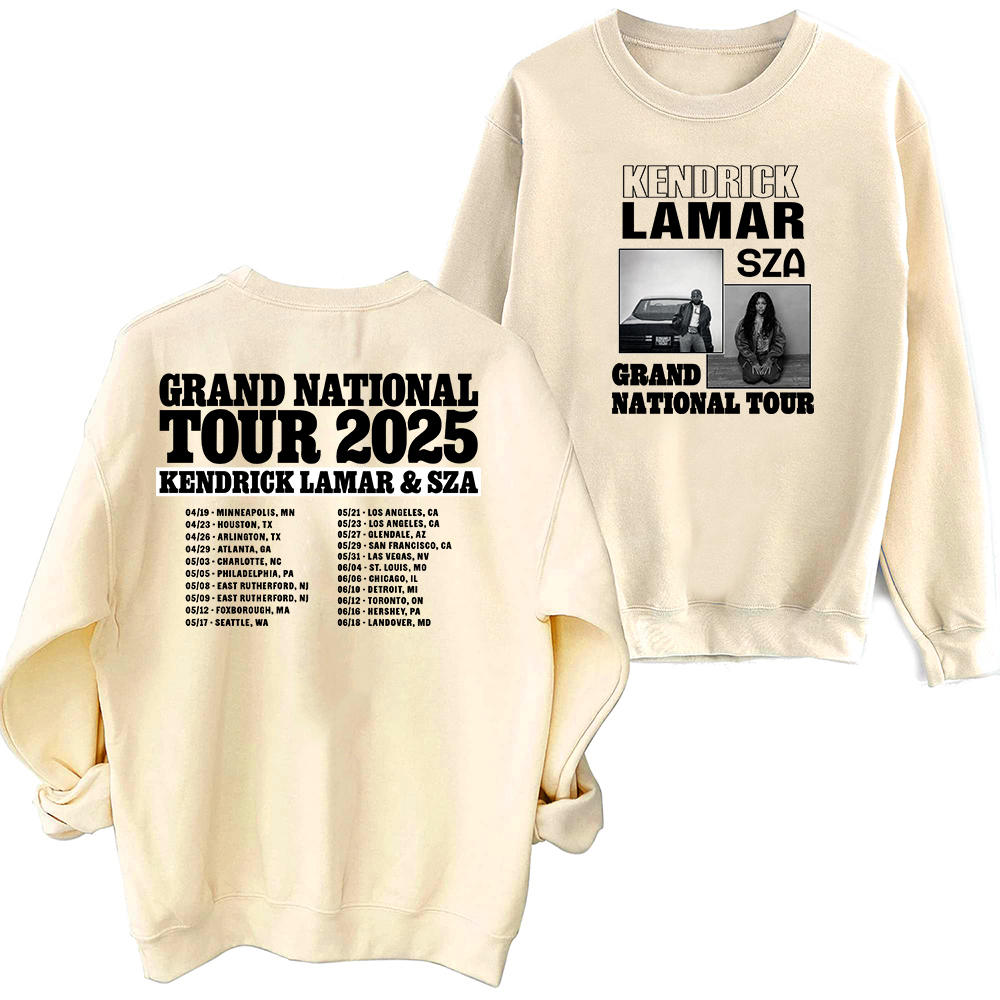 KENDRICK
LAMAR
SZA
GRAND
NATIONAL TOUR
GRAND NATIONAL
TOUR 2025
KENDRICK LAMAR & SZA
04/19 - MINNEAPOLIS, MN
04/23 - HOUSTON, TX
04/26 - ARLINGTON, TX
04/29 - ATLANTA, GA
05/03 - CHARLOTTE, NC
05/05 - PHILADELPHIA, PA
05/08 - EAST RUTHERFORD, NJ
05/09 - EAST RUTHERFORD, NJ
05/12 - FOXBOROUGH, MA
05/17 - SEATTLE, WA
05/21 - LOS ANGELES, CA
05/23 - LOS ANGELES, CA
05/27 - GLENDALE, AZ
05/29 - SAN FRANCISCO, CA
05/31 - LAS VEGAS, NV
06/04 - ST. LOUIS, MO
06/06 - CHICAGO, IL
06/10 - DETROIT, MI
06/12 - TORONTO, ON
06/16 - HERSHEY, PA
06/18 - LANDOVER, MD